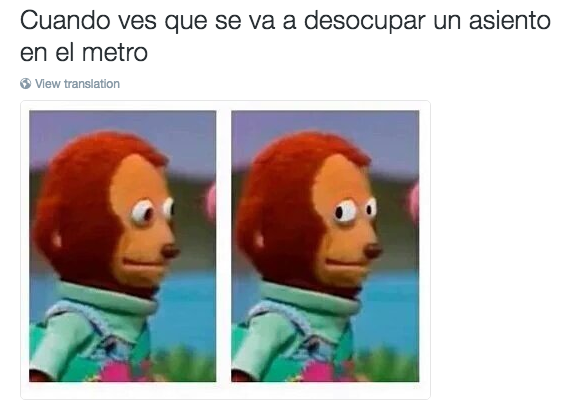 Cuando ves que se va a desocupar un asiento
en el metro
View translation